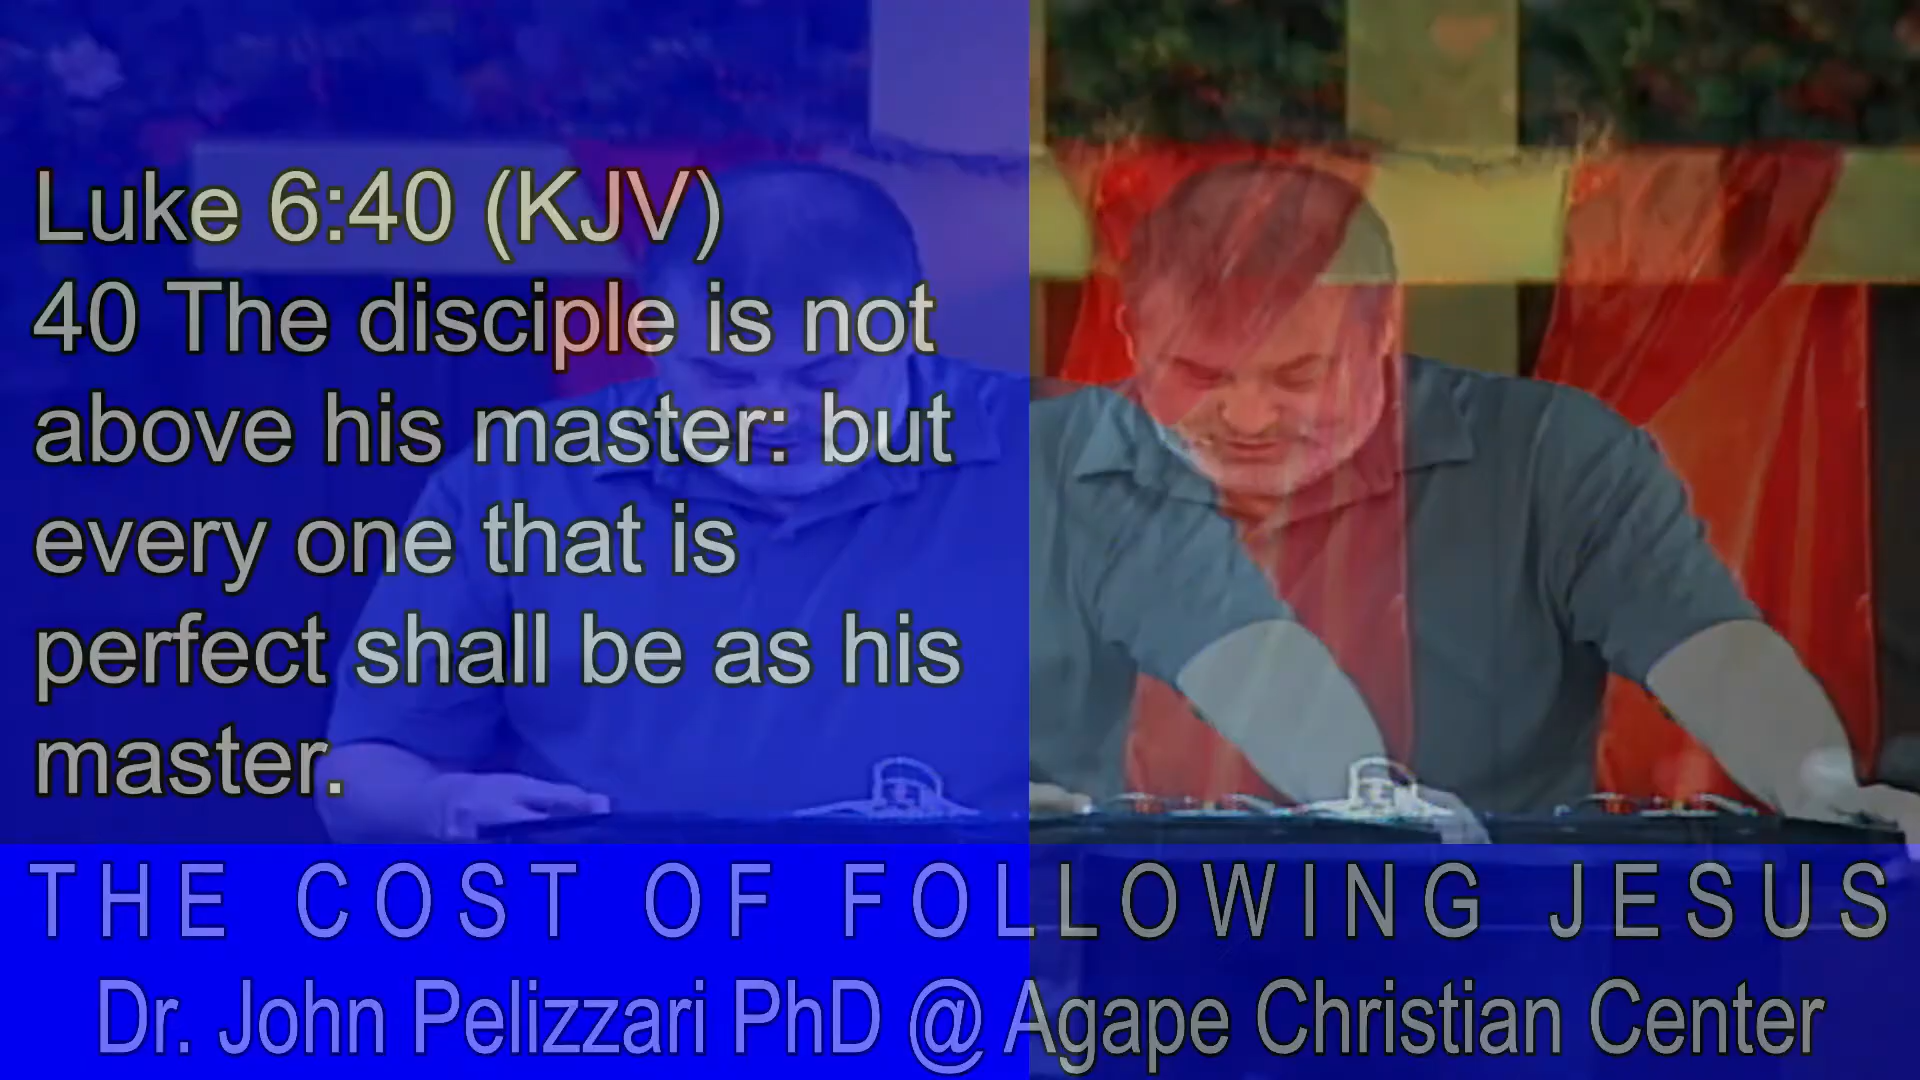 Luke 6:40 (KJV)
40 The disciple is not
above his master: but
every one that is
perfect shall be as his
master.
THE COST OF FOLLOWING JESUS
Dr. John Pelizzari PhD @ Agape Christian Center